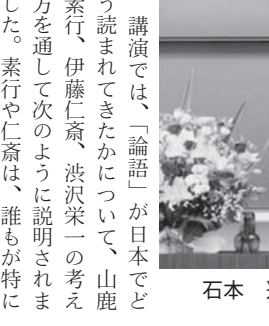 石本
講演では、「論語」が日本でど
う読まれてきたかについて、山鹿
素行、伊藤仁斎、渋沢栄一の考え
方を通して次のように説明されま
した。素行や仁斎は、誰もが特に